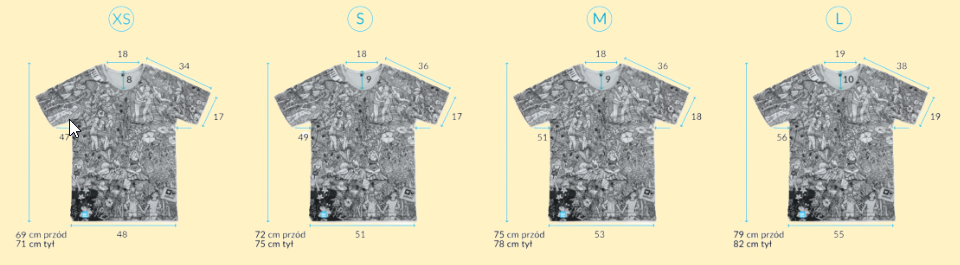 XS
18
34
8
17
47
69 cm przód
71 cm tył
48
S
18
36
9
17
49
72 cm przód
75 cm tył
51
M
18
36
9
18
51
75 cm przód
78 cm tył
53
L
19
38
10
19
56
79 cm przód
82 cm tył
55